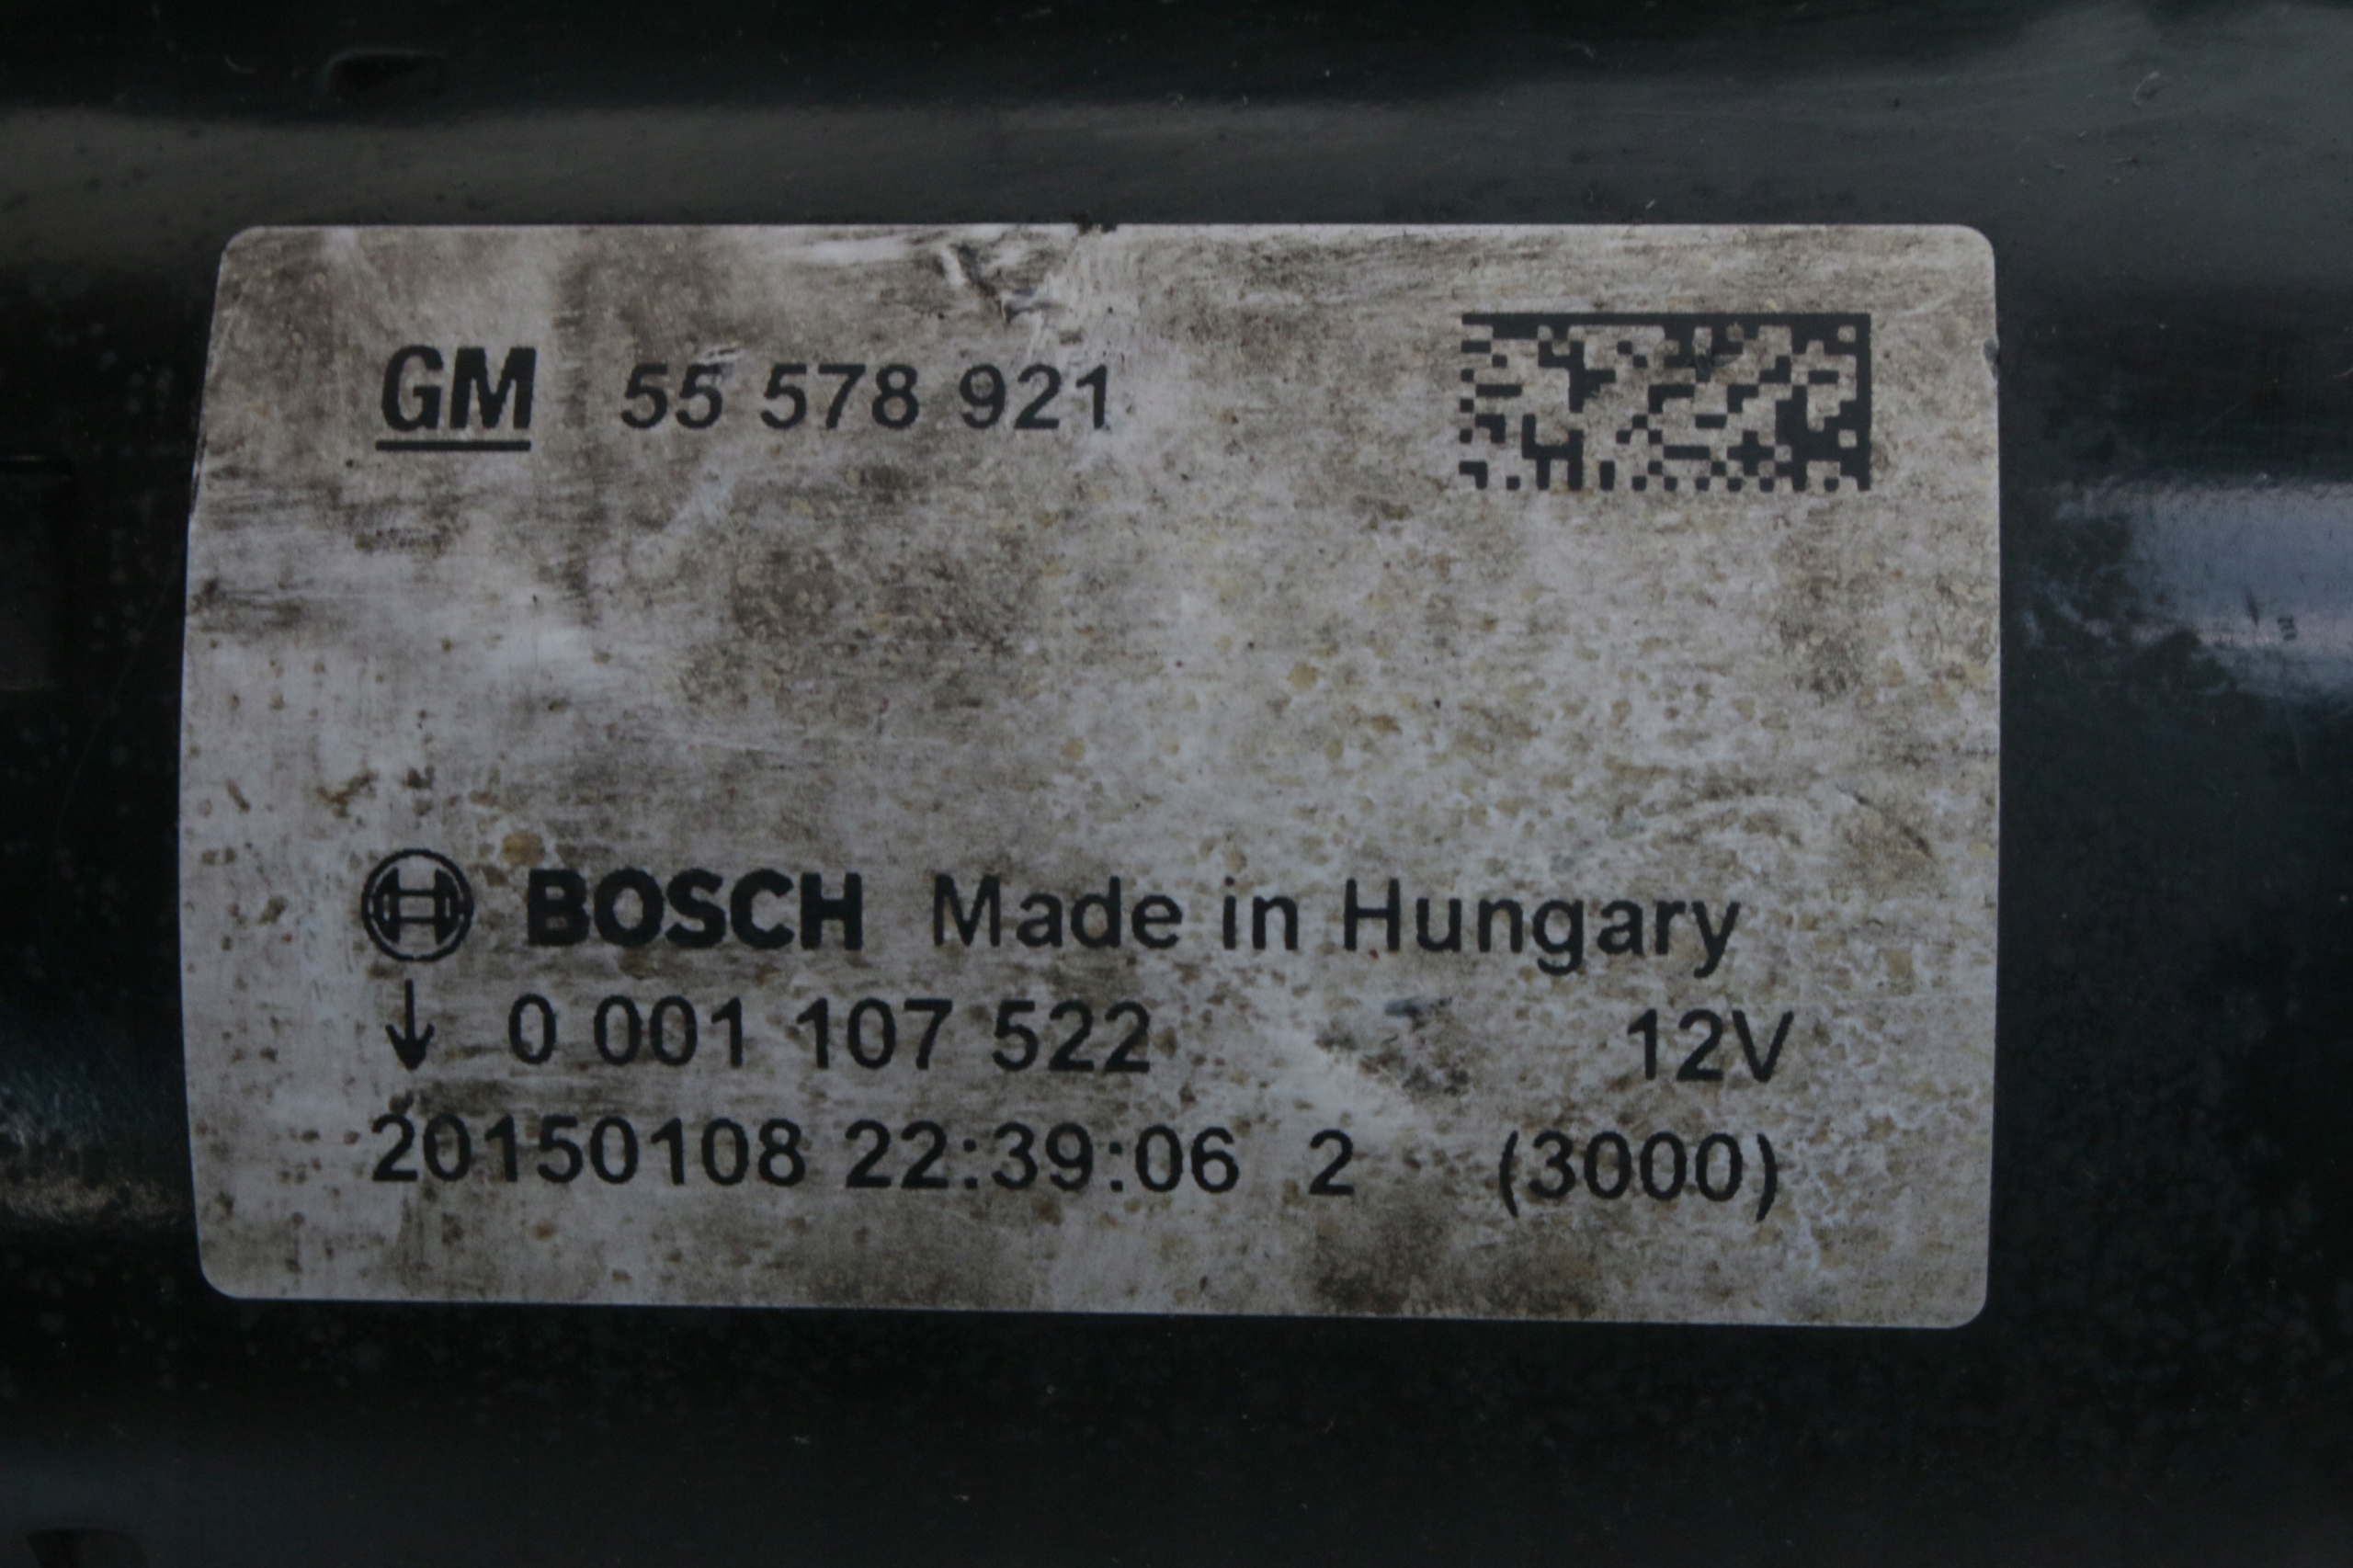 GM 55 578 921
BOSCH Made in Hungary
↓ 0 001 107 522 12V
20150108 22:39:06 2 (3000)